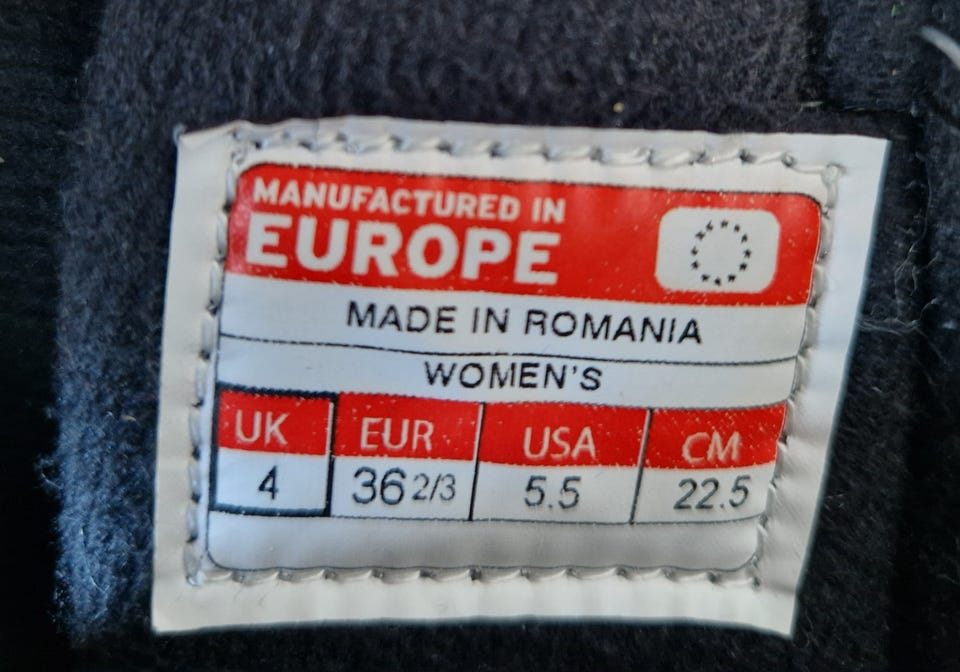 MANUFACTURED IN
EUROPE
MADE IN ROMANIA
WOMEN'S
UK EUR USA CM
4 36 2/3 5.5 22.5